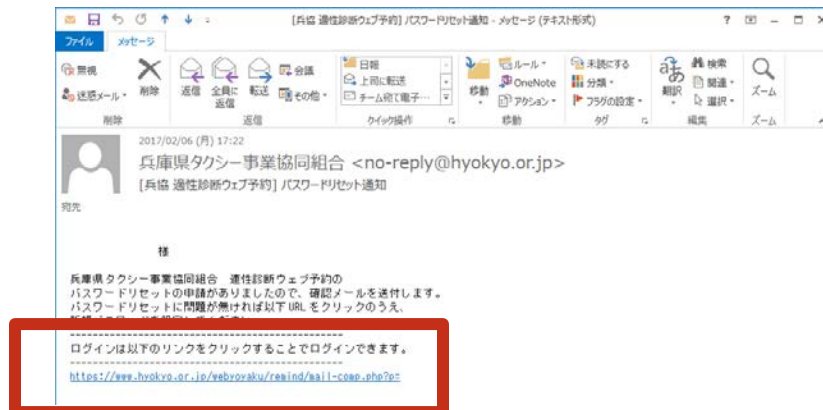 [兵協 適性診断ウェブ予約] パスワードリセット通知 - メッセージ (テキスト形式)
ファイル メッセージ
無視
迷惑メール
削除
削除
返信
全員に
返信
転送
会議
その他
返信
日報
上司に転送
チーム宛て電子…
クイック操作
移動
ルール
OneNote
アクション
移動
未読にする
分類
フラグの設定
タグ
翻訳
検索
関連
選択
編集
ズーム
ズーム
2017/02/06 (月) 17:22
兵庫県タクシー事業協同組合 <no-reply@hyokyo.or.jp>
[兵協 適性診断ウェブ予約] パスワードリセット通知
宛先
様
兵庫県タクシー事業協同組合 適性診断ウェブ予約の
パスワードリセットの申請がありましたので、確認メールを送付します。
パスワードリセットに問題が無ければ以下 URL をクリックのうえ、
------------------------------------------------
ログインは以下のリンクをクリックすることでログインできます。
------------------------------------------------
https://www.hyokyo.or.jp/webyoyaku/remind/mail-comp.php?p=